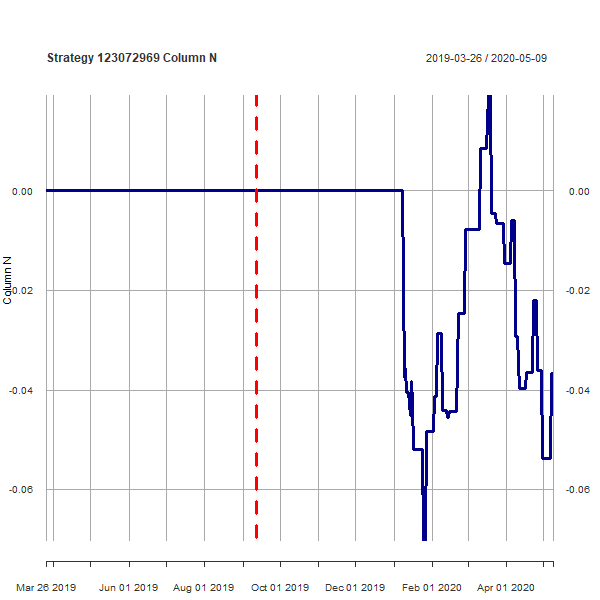 Strategy 123072969 Column N
2019-03-26 / 2020-05-09
0.00 0.00
-0.02 -0.02
-0.04 -0.04
-0.06 -0.06
Column N
Mar 26 2019 Jun 01 2019 Aug 01 2019 Oct 01 2019 Dec 01 2019 Feb 01 2020 Apr 01 2020